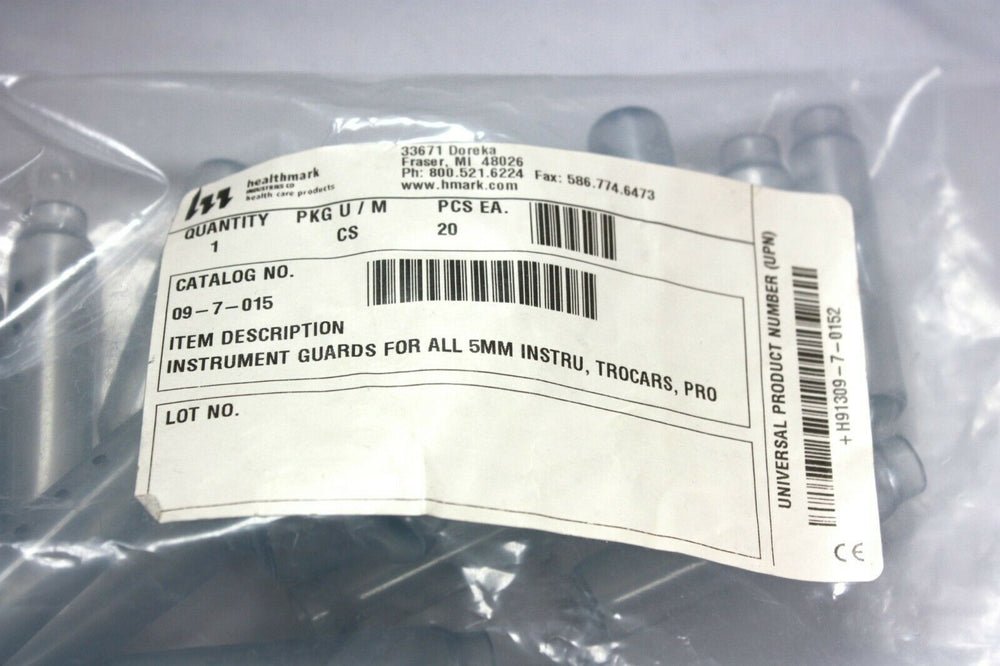 healthmark
INDUSTRIES CO
health care products
33671 Doreka
Fraser, MI 48026
Ph: 800.521.6224 Fax: 586.774.6473
www.hmark.com
QUANTITY PKG U / M PCS EA.
1 CS 20
CATALOG NO.
09-7-015
ITEM DESCRIPTION
INSTRUMENT GUARDS FOR ALL 5MM INSTRU, TROCARS, PRO
LOT NO.
UNIVERSAL PRODUCT NUMBER (UPN)
+H91309-7-0152
CE